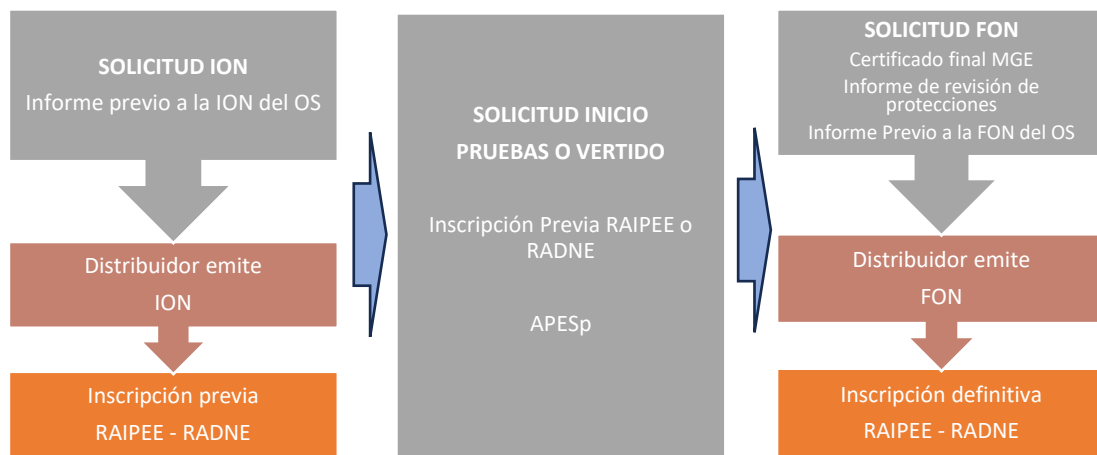 SOLICITUD ION
Informe previo a la ION del OS
Distribuidor emite
ION
Inscripción previa
RAIPEE - RADNE
SOLICITUD INICIO
PRUEBAS O VERTIDO
Inscripción Previa RAIPEE o
RADNE
APESp
SOLICITUD FON
Certificado final MGE
Informe de revisión de
protecciones
Informe Previo a la FON del OS
Distribuidor emite
FON
Inscripción definitiva
RAIPEE - RADNE